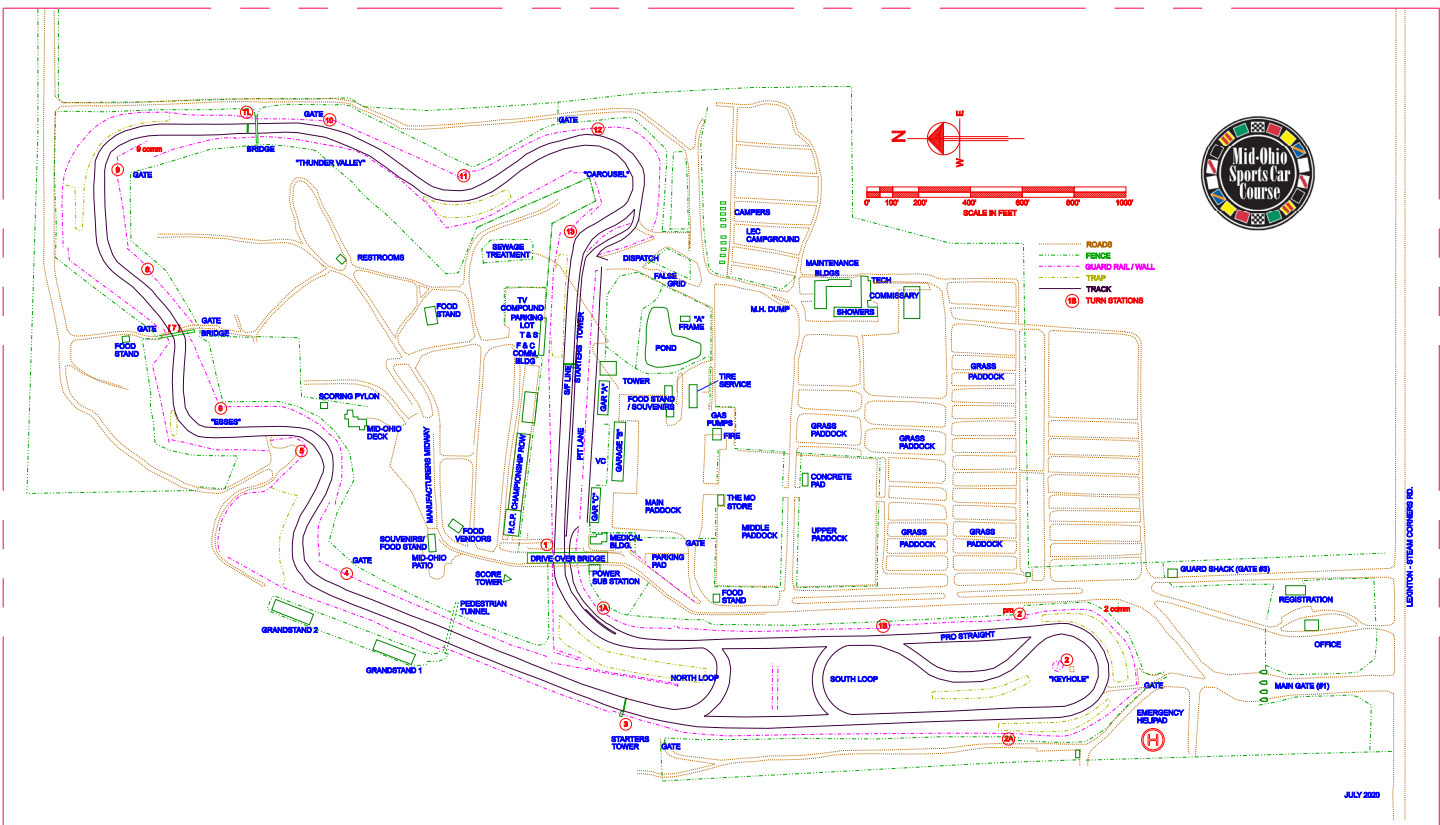 TL
GATE
10
GATE
12
9 comm
BRIDGE
9
GATE
"THUNDER VALLEY"
11
"CAROUSEL"
N
E
W
0'
100'
200'
400'
600'
800'
1000'
SCALE IN FEET
Mid-Ohio
Sports Car
Course
CAMPERS
LEC
CAMPGROUND
13
SEWAGE
TREATMENT
RESTROOMS
8
DISPATCH
FALSE
GRID
MAINTENANCE
BLDGS
TECH
COMMISSARY
SHOWERS
M.H. DUMP
ROADS
FENCE
GUARD RAIL / WALL
TRAP
TRACK
1B
TURN STATIONS
TV
COMPOUND
PARKING
LOT
T & S
F & C
COMM.
BLDG
FOOD
STAND
"A"
FRAME
POND
GATE
(7)
GATE
BRIDGE
FOOD
STAND
S/F LINE
STARTERS TOWER
TOWER
GAR "A"
FOOD STAND
/ SOUVENIRS
TIRE
SERVICE
GRASS
PADDOCK
SCORING PYLON
6
"ESSES"
MID-OHIO
DECK
5
GAS
PUMPS
FIRE
GRASS
PADDOCK
GRASS
PADDOCK
MANUFACTURERS MIDWAY
H.C.P. CHAMPIONSHIP ROW
PIT LANE
VC
GARAGE "B"
GAR "C"
CONCRETE
PAD
MAIN
PADDOCK
THE MO
STORE
MIDDLE
PADDOCK
UPPER
PADDOCK
GRASS
PADDOCK
GRASS
PADDOCK
LEXINTON - STEAM CORNERS RD.
FOOD
VENDORS
SOUVENIRS/
FOOD STAND
MID-OHIO
PATIO
1
MEDICAL
BLDG.
GATE
DRIVE OVER BRIDGE
PARKING
PAD
GATE
4
SCORE
TOWER
POWER
SUB STATION
GUARD SHACK (GATE #3)
FOOD
STAND
REGISTRATION
PEDESTRIAN
TUNNEL
1A
pro
2
2 comm
GRANDSTAND 2
1B
PRO STRAIGHT
OFFICE
GRANDSTAND 1
2
"KEYHOLE"
NORTH LOOP
SOUTH LOOP
GATE
MAIN GATE (#1)
EMERGENCY
HELIPAD
H
3
STARTERS
TOWER
GATE
2A
JULY 2020